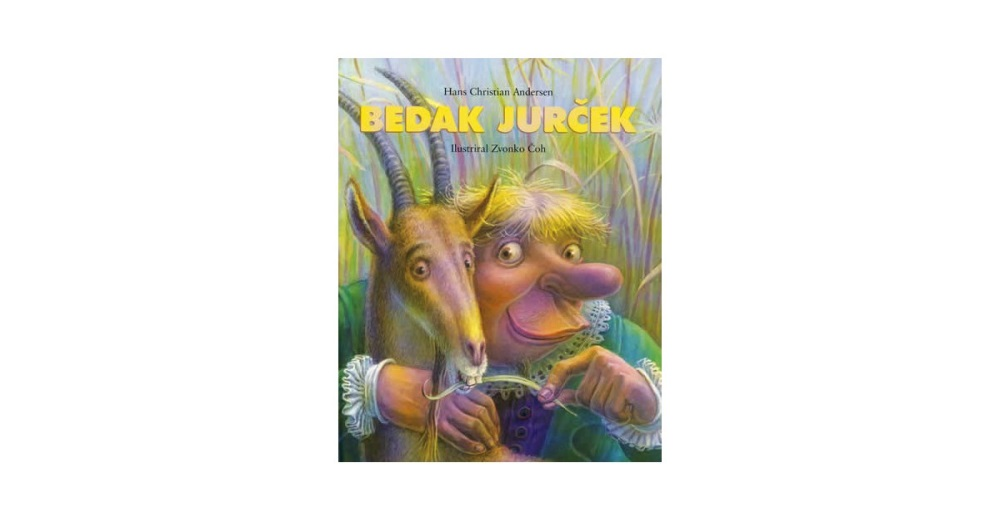 Hans Christian Andersen
BEDAK JURČEK
Ilustriral Zvonko Čoh